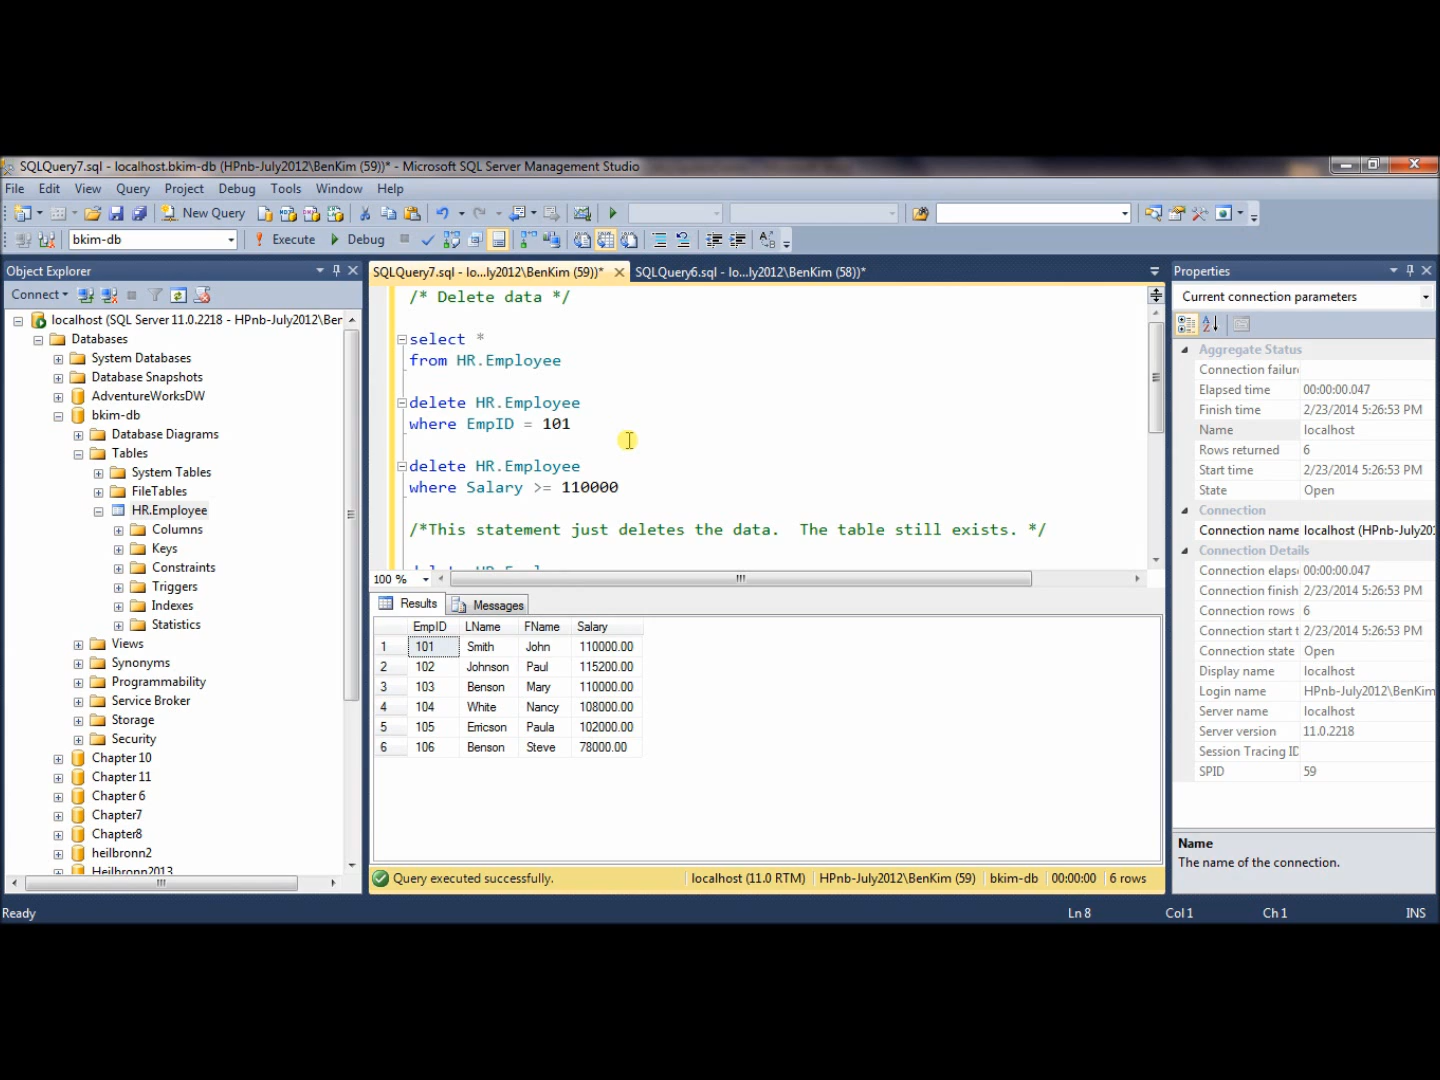 SQLQuery7.sql - localhost.bkim-db (HPnb-July2012\BenKim (59))* - Microsoft SQL Server Management Studio
File Edit View Query Project Debug Tools Window Help
New Query
bkim-db Execute Debug
Object Explorer
Connect
localhost (SQL Server 11.0.2218 - HPnb-July2012\Ber
Databases
System Databases
Database Snapshots
AdventureWorksDW
bkim-db
Database Diagrams
Tables
System Tables
FileTables
HR.Employee
Columns
Keys
Constraints
Triggers
Indexes
Statistics
Views
Synonyms
Programmability
Service Broker
Storage
Security
Chapter 10
Chapter 11
Chapter 6
Chapter7
Chapter8
heilbronn2
Heilbronn2013
SQLQuery7.sql - lo...ly2012\BenKim (59))* SQLQuery6.sql - lo...ly2012\BenKim (58))*
/* Delete data */
select *
from HR.Employee
delete HR.Employee
where EmpID = 101
delete HR.Employee
where Salary >= 110000
/*This statement just deletes the data. The table still exists. */
100 %
Results Messages
EmpID LName FName Salary
1 101 Smith John 110000.00
2 102 Johnson Paul 115200.00
3 103 Benson Mary 110000.00
4 104 White Nancy 108000.00
5 105 Erricson Paula 102000.00
6 106 Benson Steve 78000.00
Query executed successfully. localhost (11.0 RTM) HPnb-July2012\BenKim (59) bkim-db 00:00:00 6 rows
Properties
Current connection parameters
Aggregate Status
Connection failure
Elapsed time 00:00:00.047
Finish time 2/23/2014 5:26:53 PM
Name localhost
Rows returned 6
Start time 2/23/2014 5:26:53 PM
State Open
Connection
Connection name localhost (HPnb-July20
Connection Details
Connection elaps 00:00:00.047
Connection finish 2/23/2014 5:26:53 PM
Connection rows 6
Connection start t 2/23/2014 5:26:53 PM
Connection state Open
Display name localhost
Login name HPnb-July2012\BenKim
Server name localhost
Server version 11.0.2218
Session Tracing ID
SPID 59
Name
The name of the connection.
Ready Ln 8 Col 1 Ch 1 INS